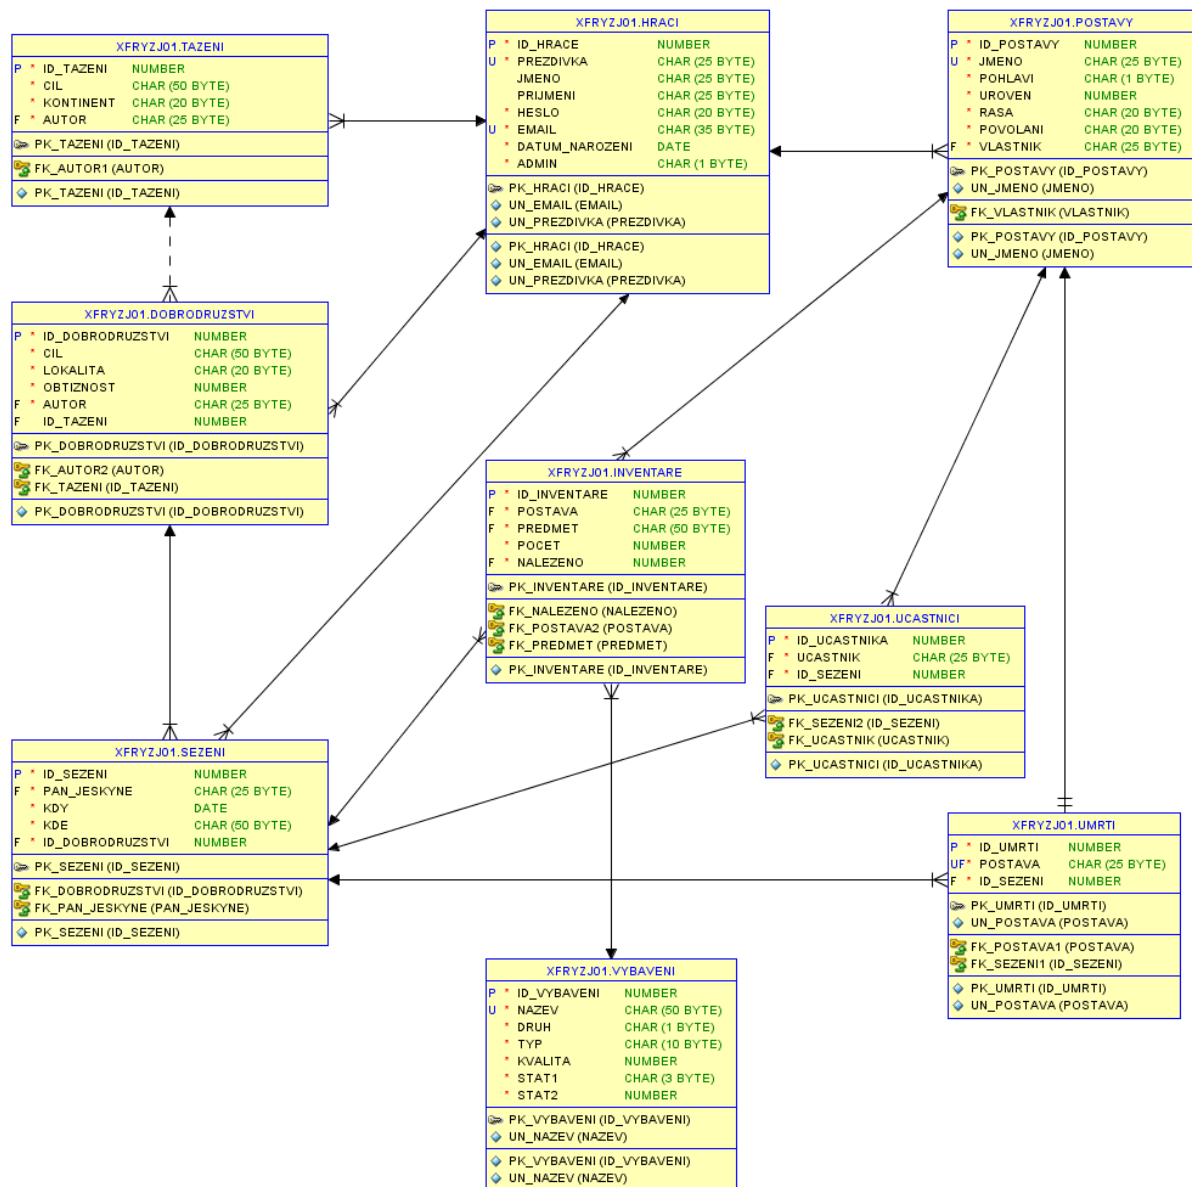 XFRYZJ01.TAZENI
P * ID_TAZENI NUMBER
* CIL CHAR (50 BYTE)
* KONTINENT CHAR (20 BYTE)
F * AUTOR CHAR (25 BYTE)
PK_TAZENI (ID_TAZENI)
FK_AUTOR1 (AUTOR)
PK_TAZENI (ID_TAZENI)
XFRYZJ01.HRACI
P * ID_HRACE NUMBER
U * PREZDIVKA CHAR (25 BYTE)
JMENO CHAR (25 BYTE)
PRIJMENI CHAR (25 BYTE)
* HESLO CHAR (20 BYTE)
U * EMAIL CHAR (35 BYTE)
* DATUM_NAROZENI DATE
* ADMIN CHAR (1 BYTE)
PK_HRACI (ID_HRACE)
UN_EMAIL (EMAIL)
UN_PREZDIVKA (PREZDIVKA)
PK_HRACI (ID_HRACE)
UN_EMAIL (EMAIL)
UN_PREZDIVKA (PREZDIVKA)
XFRYZJ01.POSTAVY
P * ID_POSTAVY NUMBER
U * JMENO CHAR (25 BYTE)
* POHLAVI CHAR (1 BYTE)
* UROVEN NUMBER
* RASA CHAR (20 BYTE)
* POVOLANI CHAR (20 BYTE)
F * VLASTNIK CHAR (25 BYTE)
PK_POSTAVY (ID_POSTAVY)
UN_JMENO (JMENO)
FK_VLASTNIK (VLASTNIK)
PK_POSTAVY (ID_POSTAVY)
UN_JMENO (JMENO)
XFRYZJ01.DOBRODRUZSTVI
P * ID_DOBRODRUZSTVI NUMBER
* CIL CHAR (50 BYTE)
* LOKALITA CHAR (20 BYTE)
* OBTIZNOST NUMBER
F * AUTOR CHAR (25 BYTE)
F ID_TAZENI NUMBER
PK_DOBRODRUZSTVI (ID_DOBRODRUZSTVI)
FK_AUTOR2 (AUTOR)
FK_TAZENI (ID_TAZENI)
PK_DOBRODRUZSTVI (ID_DOBRODRUZSTVI)
XFRYZJ01.INVENTARE
P * ID_INVENTARE NUMBER
F * POSTAVA CHAR (25 BYTE)
F * PREDMET CHAR (50 BYTE)
* POCET NUMBER
F * NALEZENO NUMBER
PK_INVENTARE (ID_INVENTARE)
FK_NALEZENO (NALEZENO)
FK_POSTAVA2 (POSTAVA)
FK_PREDMET (PREDMET)
PK_INVENTARE (ID_INVENTARE)
XFRYZJ01.UCASTNICI
P * ID_UCASTNIKA NUMBER
F * UCASTNIK CHAR (25 BYTE)
F * ID_SEZENI NUMBER
PK_UCASTNICI (ID_UCASTNIKA)
FK_SEZENI2 (ID_SEZENI)
FK_UCASTNIK (UCASTNIK)
PK_UCASTNICI (ID_UCASTNIKA)
XFRYZJ01.SEZENI
P * ID_SEZENI NUMBER
F * PAN_JESKYNE CHAR (25 BYTE)
* KDY DATE
* KDE CHAR (50 BYTE)
F * ID_DOBRODRUZSTVI NUMBER
PK_SEZENI (ID_SEZENI)
FK_DOBRODRUZSTVI (ID_DOBRODRUZSTVI)
FK_PAN_JESKYNE (PAN_JESKYNE)
PK_SEZENI (ID_SEZENI)
XFRYZJ01.UMRTI
P * ID_UMRTI NUMBER
UF* POSTAVA CHAR (25 BYTE)
F * ID_SEZENI NUMBER
PK_UMRTI (ID_UMRTI)
UN_POSTAVA (POSTAVA)
FK_POSTAVA1 (POSTAVA)
FK_SEZENI1 (ID_SEZENI)
PK_UMRTI (ID_UMRTI)
UN_POSTAVA (POSTAVA)
XFRYZJ01.VYBAVENI
P * ID_VYBAVENI NUMBER
U * NAZEV CHAR (50 BYTE)
* DRUH CHAR (1 BYTE)
* TYP CHAR (10 BYTE)
* KVALITA NUMBER
* STAT1 CHAR (3 BYTE)
* STAT2 NUMBER
PK_VYBAVENI (ID_VYBAVENI)
UN_NAZEV (NAZEV)
PK_VYBAVENI (ID_VYBAVENI)
UN_NAZEV (NAZEV)